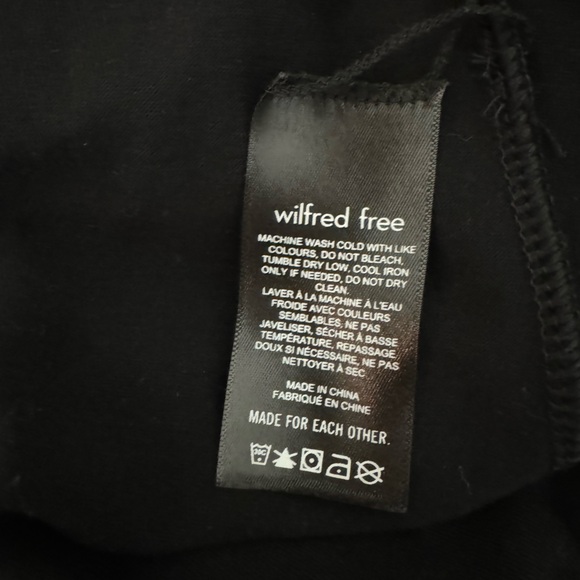 wilfred free
MACHINE WASH COLD WITH LIKE
COLOURS, DO NOT BLEACH,
TUMBLE DRY LOW, COOL IRON
ONLY IF NEEDED, DO NOT DRY
CLEAN.
LAVER À LA MACHINE À L'EAU
FROIDE AVEC COULEURS
SEMBLABLES, NE PAS
JAVELISER, SÉCHER À BASSE
TEMPÉRATURE, REPASSAGE
DOUX SI NÉCESSAIRE, NE PAS
NETTOYER À SEC
MADE IN CHINA
FABRIQUÉ EN CHINE
MADE FOR EACH OTHER.
30C